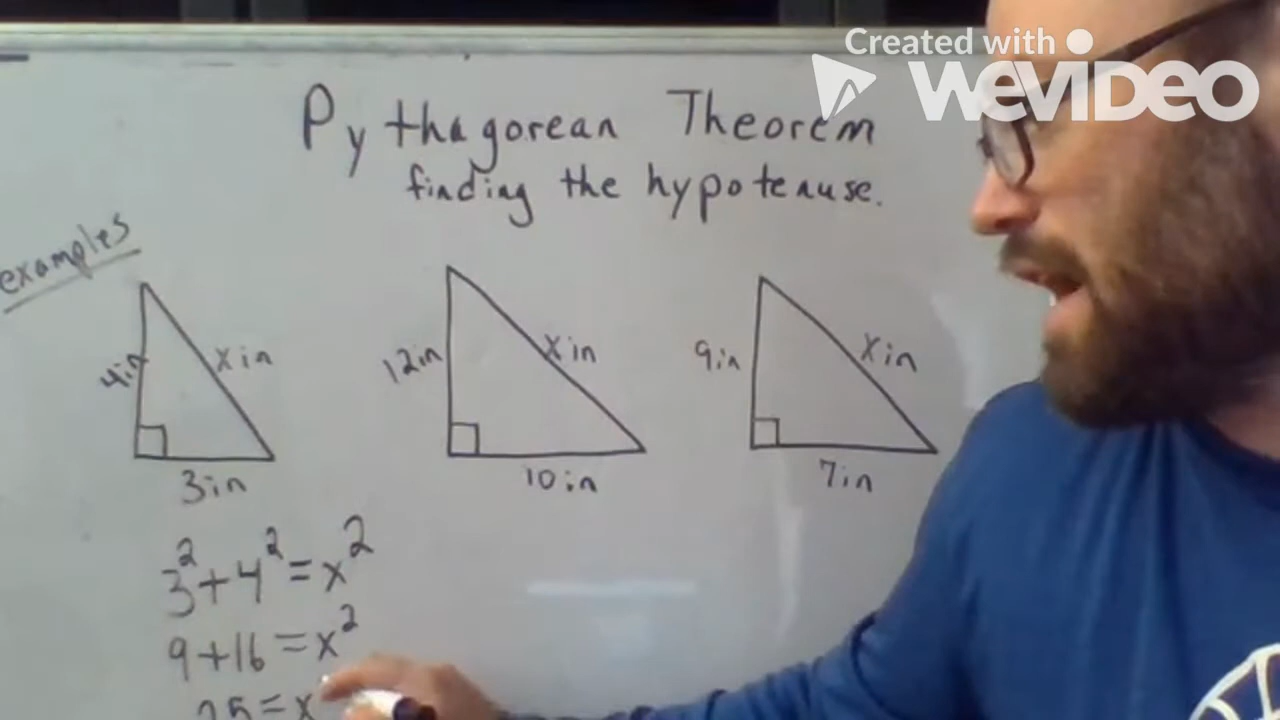 Created with
WEVIDEO
Pythagorean Theorem
finding the hypotenuse.
examples
4in
x in
3in
12in
x in
10in
9in
x in
7in
3²+4²=x²
9+16=x²
25=x